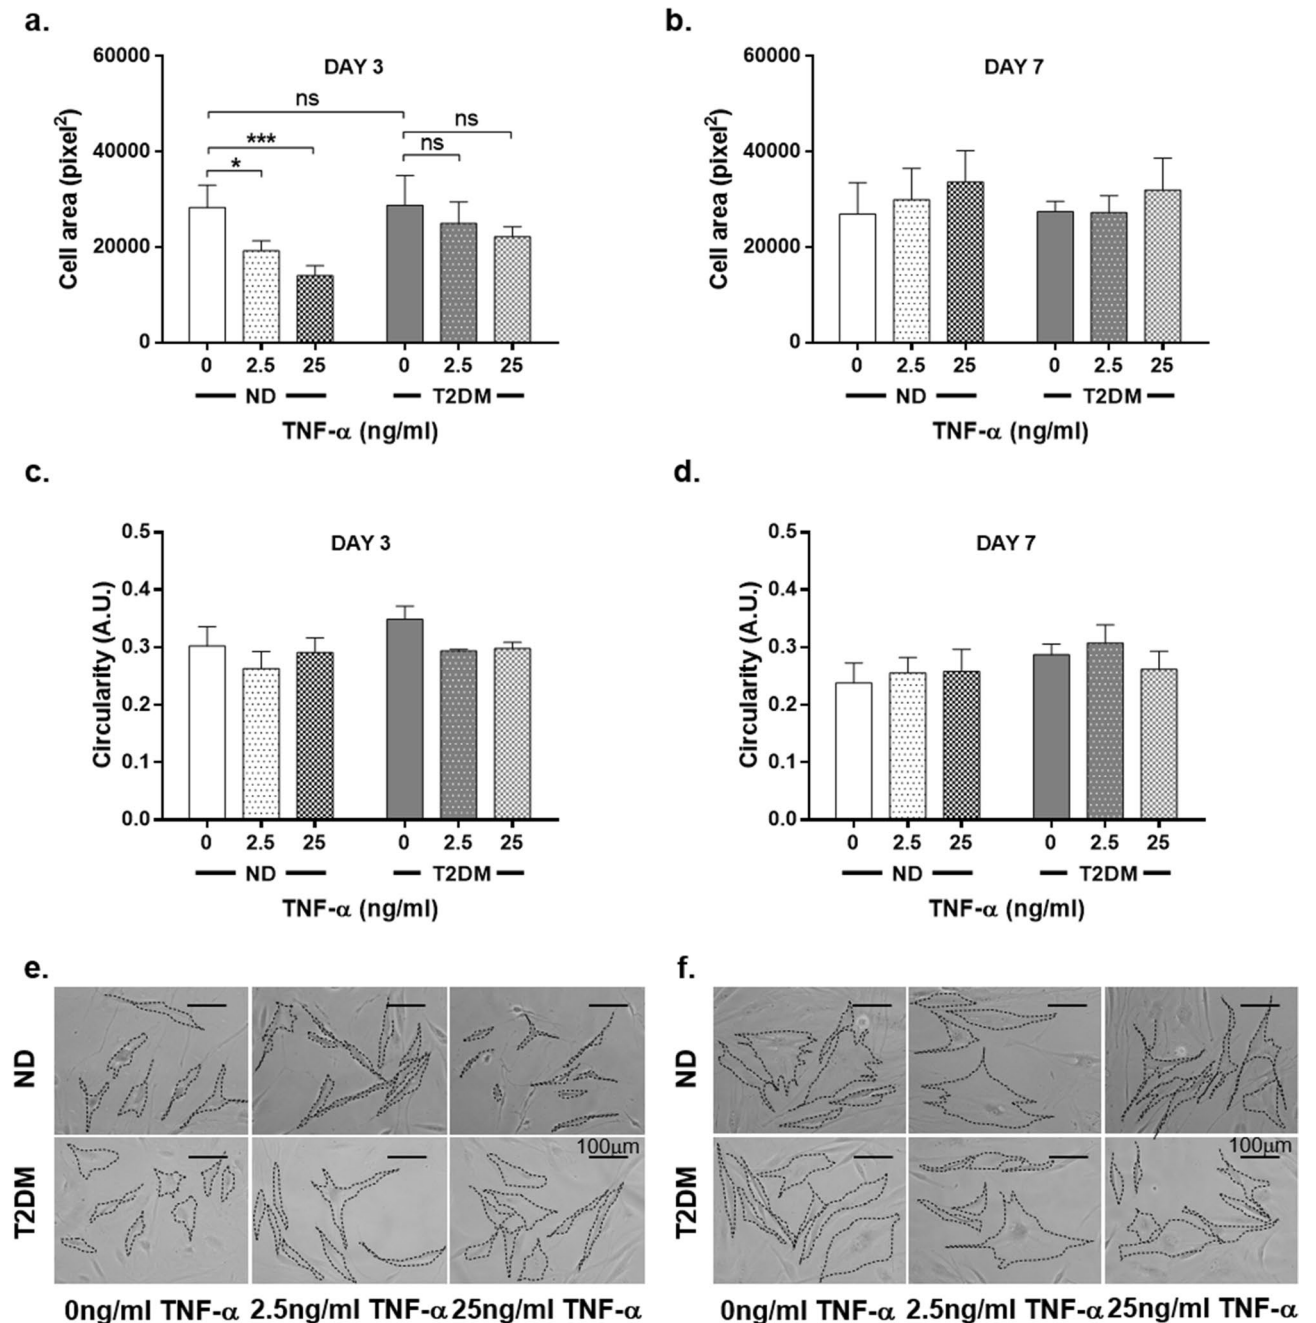 a.
60000
40000
20000
0
Cell area (pixel2)
DAY 3
ns
***
*
ns
ns
0 2.5 25 0 2.5 25
ND T2DM
TNF-α (ng/ml)
b.
60000
40000
20000
0
Cell area (pixel2)
DAY 7
0 2.5 25 0 2.5 25
ND T2DM
TNF-α (ng/ml)
c.
0.5
0.4
0.3
0.2
0.1
0.0
Circularity (A.U.)
DAY 3
0 2.5 25 0 2.5 25
ND T2DM
TNF-α (ng/ml)
d.
0.5
0.4
0.3
0.2
0.1
0.0
Circularity (A.U.)
DAY 7
0 2.5 25 0 2.5 25
ND T2DM
TNF-α (ng/ml)
e.
ND
T2DM
100µm
0ng/ml TNF-α 2.5ng/ml TNF-α 25ng/ml TNF-α
f.
ND
T2DM
100µm
0ng/ml TNF-α 2.5ng/ml TNF-α 25ng/ml TNF-α